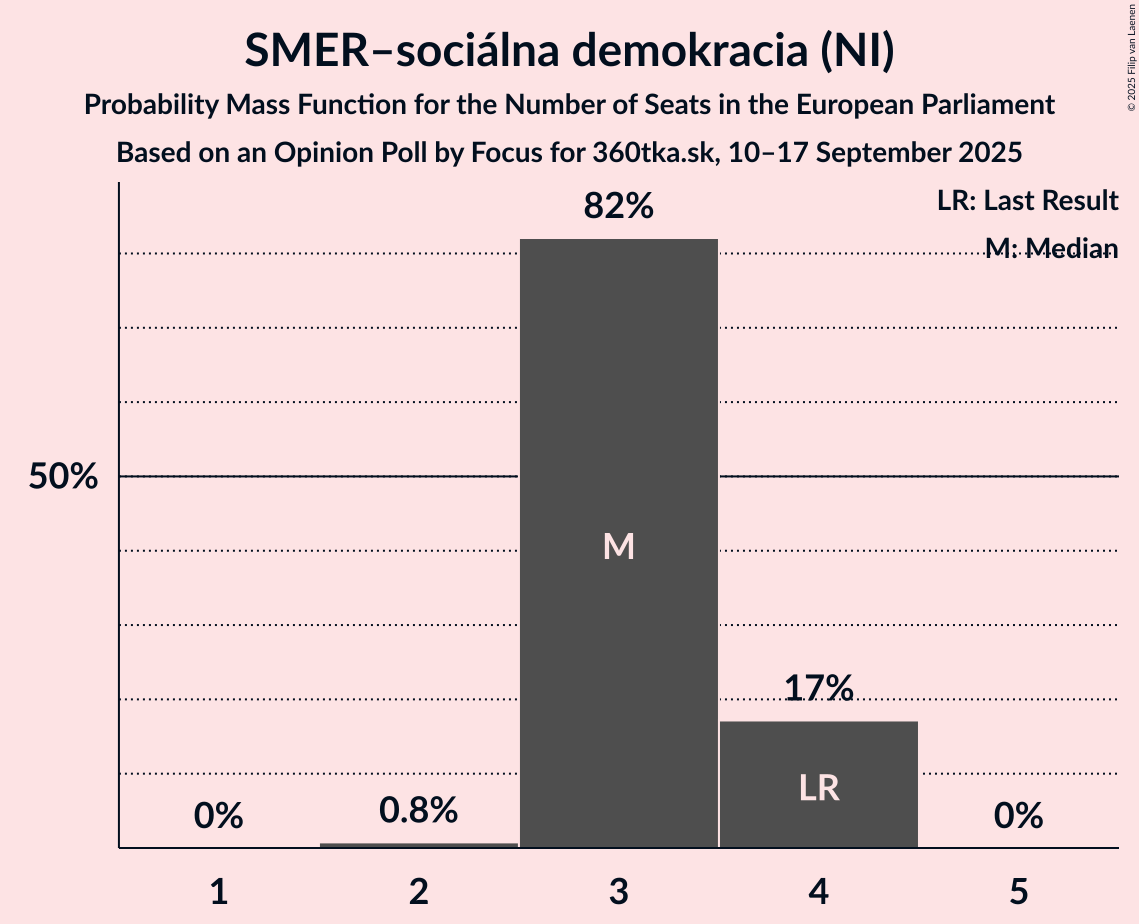 SMER–sociálna demokracia (NI)
Probability Mass Function for the Number of Seats in the European Parliament
Based on an Opinion Poll by Focus for 360tka.sk, 10–17 September 2025
© 2025 Filip van Laenen
LR: Last Result
M: Median
82%
50%
M
17%
LR
0%
0.8%
0%
1
2
3
4
5